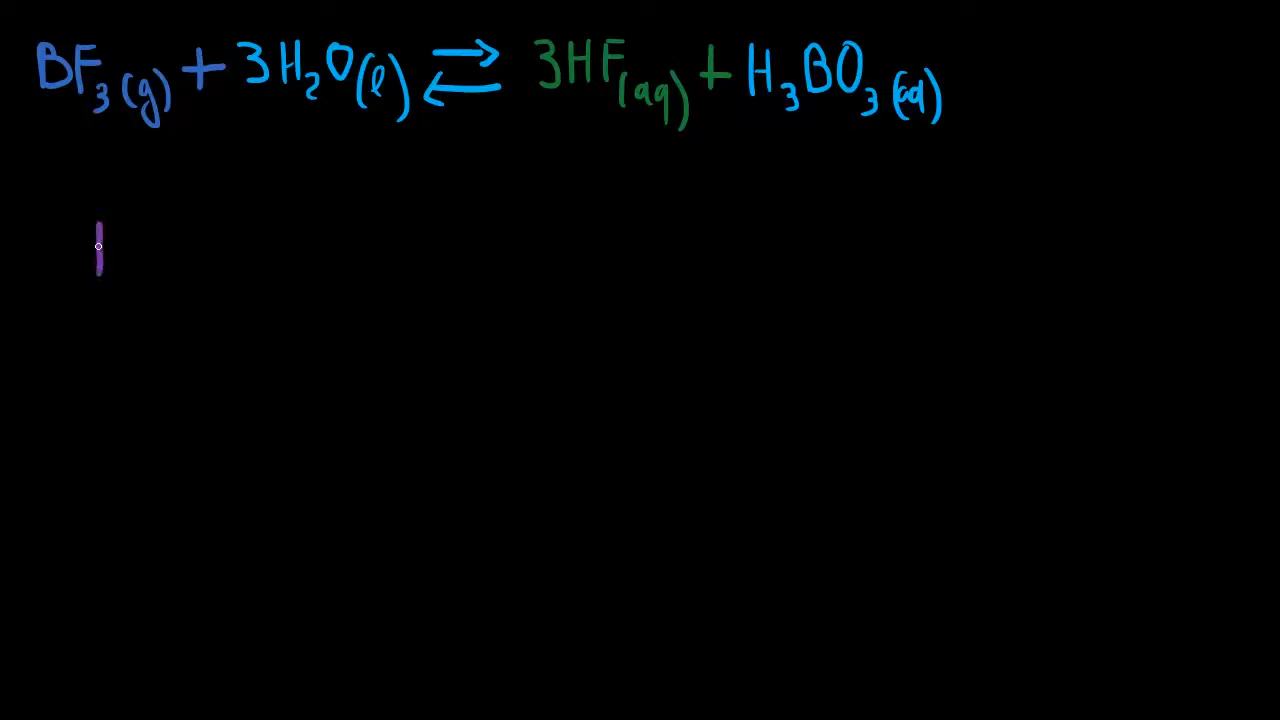 BF₃(g) + 3H₂O(l) ⇌ 3HF(aq) + H₃BO₃(aq)